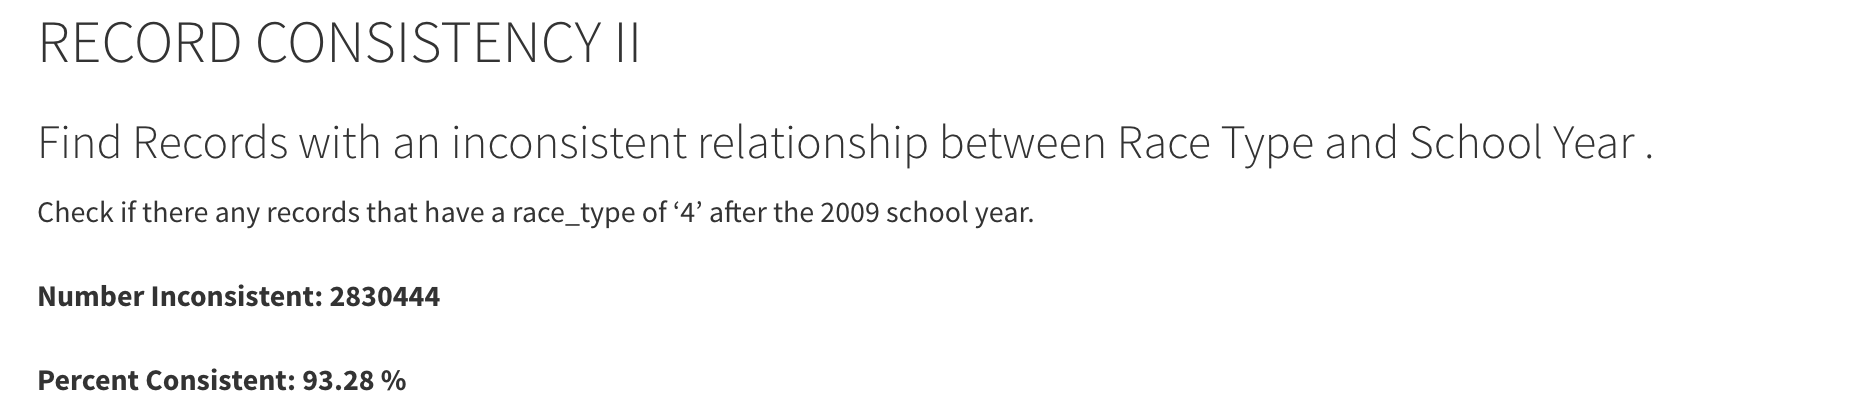 RECORD CONSISTENCY II
Find Records with an inconsistent relationship between Race Type and School Year .
Check if there any records that have a race_type of ‘4’ after the 2009 school year.
Number Inconsistent: 2830444
Percent Consistent: 93.28 %